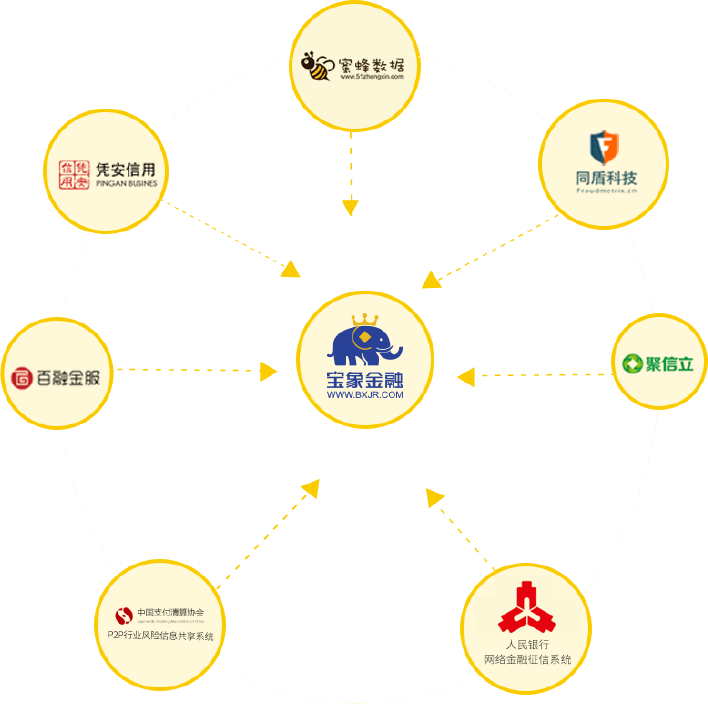 蜜蜂数据
www.51zhengxin.com
信凭
用安
凭安信用
PINGAN BUSINES
同盾科技
Fraudmetrix.cn
百融金服
宝象金融
WWW.BXJR.COM
聚信立
中国支付清算协会
P2P行业风险信息共享系统
人民银行
网络金融征信系统